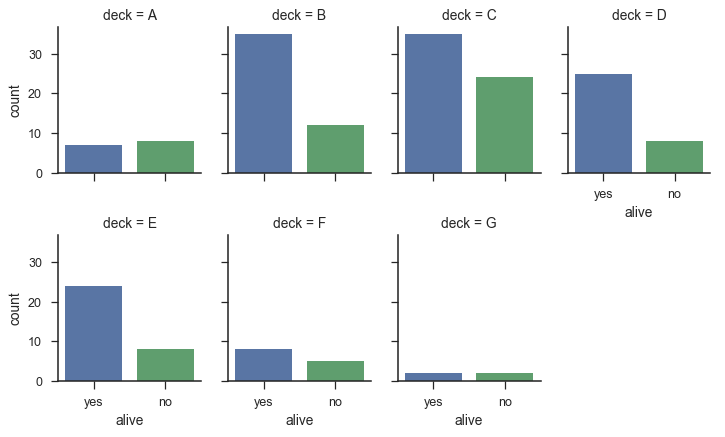 deck = A
deck = B
deck = C
deck = D
count
30
20
10
0
yes
no
alive
deck = E
deck = F
deck = G
count
30
20
10
0
yes
no
alive
yes
no
alive
yes
no
alive